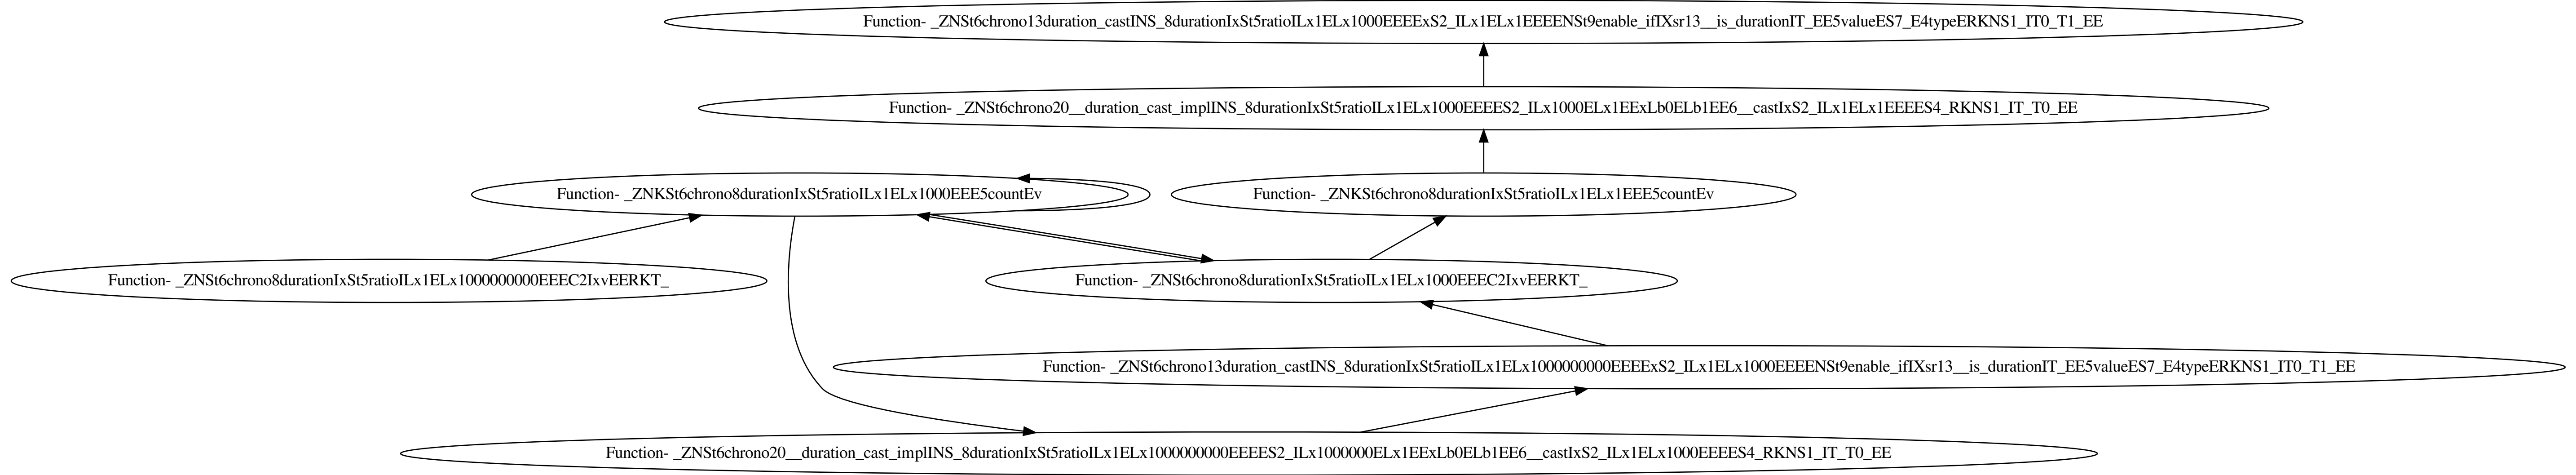 Function- _ZNSt6chrono13duration_castINS_8durationIxSt5ratioILx1ELx1000EEEExS2_ILx1ELx1EEEENSt9enable_ifIXsr13__is_durationIT_EE5valueES7_E4typeERKNS1_IT0_T1_EE
Function- _ZNSt6chrono20__duration_cast_implINS_8durationIxSt5ratioILx1ELx1000EEEES2_ILx1000ELx1EExLb0ELb1EE6__castIxS2_ILx1ELx1EEEES4_RKNS1_IT_T0_EE
Function- _ZNKSt6chrono8durationIxSt5ratioILx1ELx1000EEE5countEv
Function- _ZNKSt6chrono8durationIxSt5ratioILx1ELx1EEE5countEv
Function- _ZNSt6chrono8durationIxSt5ratioILx1ELx1000000000EEEC2IxvEERKT_
Function- _ZNSt6chrono8durationIxSt5ratioILx1ELx1000EEEC2IxvEERKT_
Function- _ZNSt6chrono13duration_castINS_8durationIxSt5ratioILx1ELx1000000000EEEExS2_ILx1ELx1000EEEENSt9enable_ifIXsr13__is_durationIT_EE5valueES7_E4typeERKNS1_IT0_T1_EE
Function- _ZNSt6chrono20__duration_cast_implINS_8durationIxSt5ratioILx1ELx1000000000EEEES2_ILx1000000ELx1EExLb0ELb1EE6__castIxS2_ILx1ELx1000EEEES4_RKNS1_IT_T0_EE